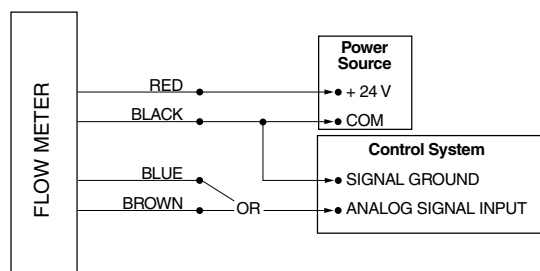 FLOW METER
RED
BLACK
BLUE
BROWN
OR
Power
Source
+ 24 V
COM
Control System
SIGNAL GROUND
ANALOG SIGNAL INPUT